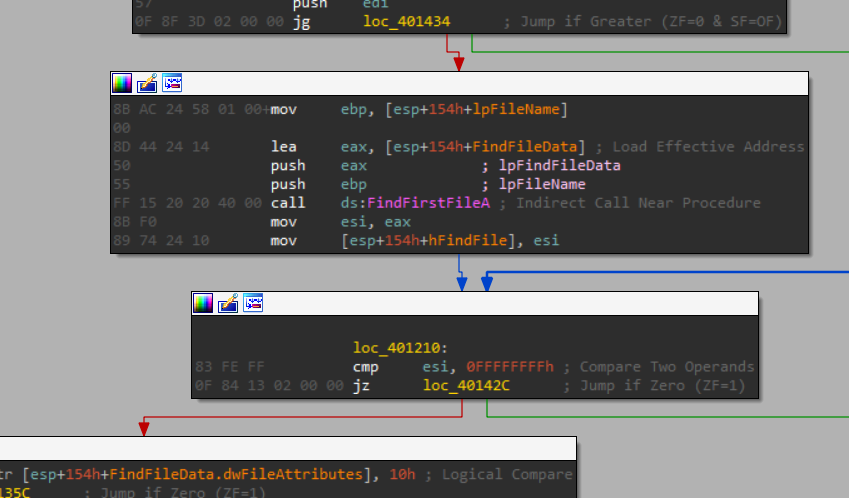 57 push edi
0F 8F 3D 02 00 00 jg loc_401434 ; Jump if Greater (ZF=0 & SF=OF)
8B AC 24 58 01 00+mov ebp, [esp+154h+lpFileName]
00
8D 44 24 14 lea eax, [esp+154h+FindFileData] ; Load Effective Address
50 push eax ; lpFindFileData
55 push ebp ; lpFileName
FF 15 20 20 40 00 call ds:FindFirstFileA ; Indirect Call Near Procedure
8B F0 mov esi, eax
89 74 24 10 mov [esp+154h+hFindFile], esi
loc_401210:
83 FE FF cmp esi, 0FFFFFFFFh ; Compare Two Operands
0F 84 13 02 00 00 jz loc_40142C ; Jump if Zero (ZF=1)
tr [esp+154h+FindFileData.dwFileAttributes], 10h ; Logical Compare
135C ; Jump if Zero (ZF=1)